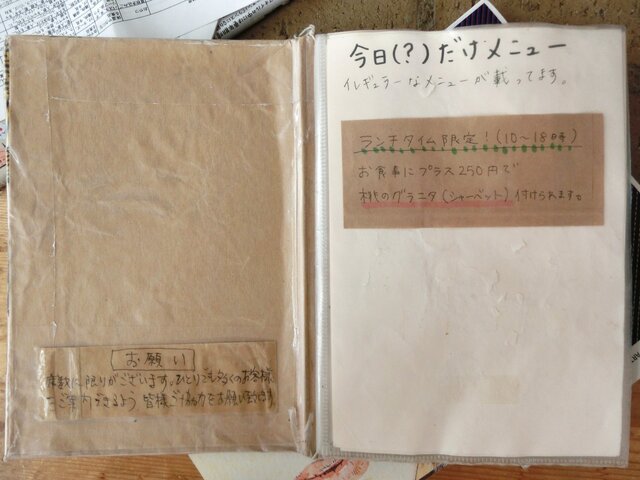 お願い
席数に限りがございます。ひとりでも多くのお客様
にご案内できるよう 皆様ご協力をお願い致します
今日(?)だけメニュー
イレギュラーなメニューが載ってます。
ランチタイム限定!(10〜18時)
お食事にプラス250円で
桃のグラニタ(シャーベット)付けられます。